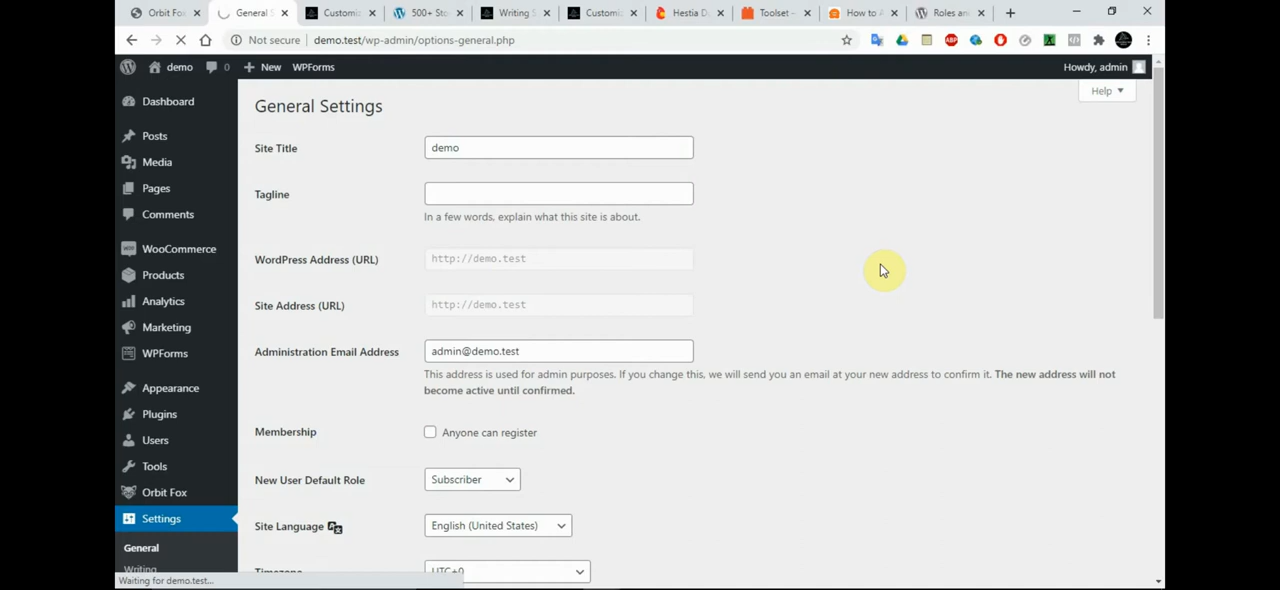 Orbit Fo
General S
Customiz
500+ Sto
Writing S
Customiz
Hestia D
Toolset –
How to A
Roles an
Not secure
demo.test/wp-admin/options-general.php
demo
0
New
WPForms
Howdy, admin
Dashboard
Posts
Media
Pages
Comments
WooCommerce
Products
Analytics
Marketing
WPForms
Appearance
Plugins
Users
Tools
Orbit Fox
Settings
General
Writing
Help
General Settings
Site Title
demo
Tagline
In a few words, explain what this site is about.
WordPress Address (URL)
http://demo.test
Site Address (URL)
http://demo.test
Administration Email Address
admin@demo.test
This address is used for admin purposes. If you change this, we will send you an email at your new address to confirm it. The new address will not
become active until confirmed.
Membership
Anyone can register
New User Default Role
Subscriber
Site Language
English (United States)
Timezone
UTC+0
Waiting for demo.test...